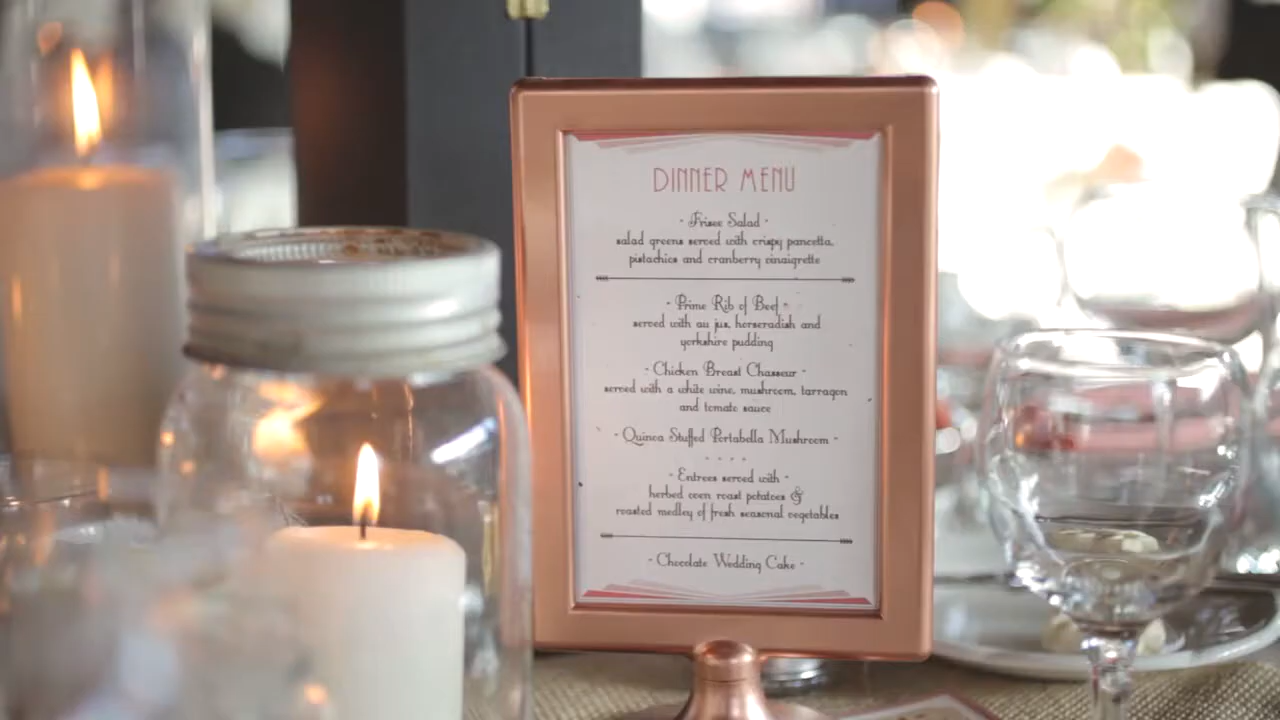 DINNER MENU
- Frisee Salad -
salad greens served with crispy pancetta,
pistachios and cranberry vinaigrette
- Prime Rib of Beef -
served with au jus, horseradish and
yorkshire pudding
- Chicken Breast Chasseur -
served with a white wine, mushroom, tarragon
and tomato sauce
- Quinoa Stuffed Portabella Mushroom -
- - - -
- Entrees served with -
herbed oven roast potatoes &
roasted medley of fresh seasonal vegetables
- Chocolate Wedding Cake -